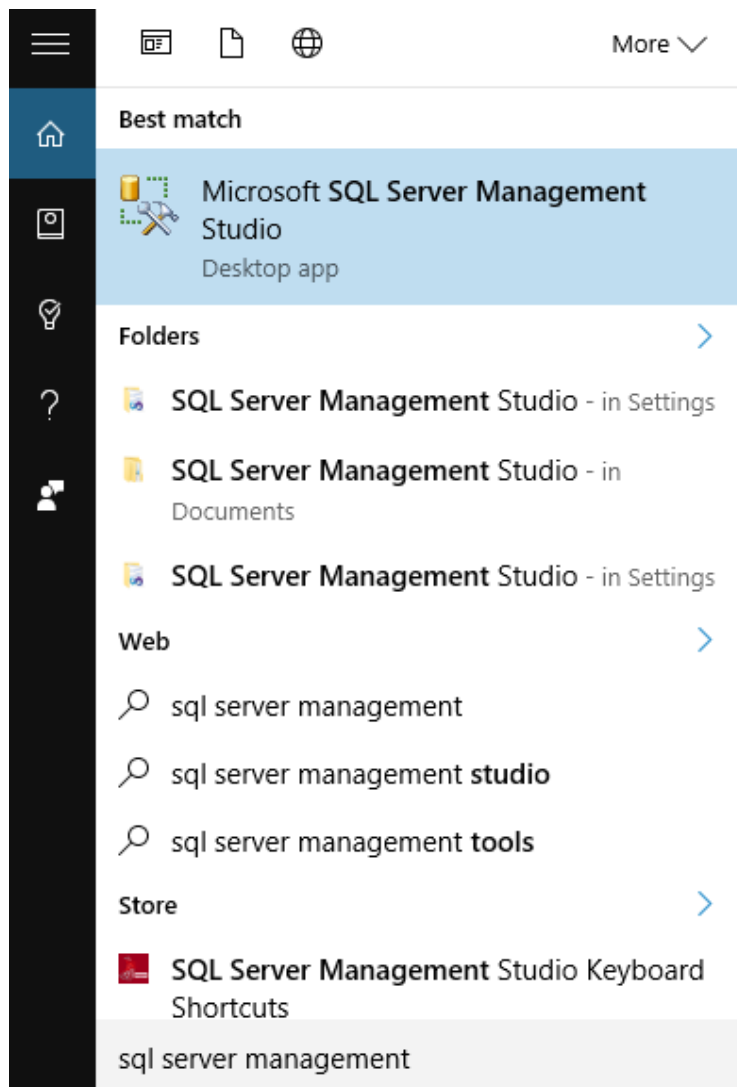 More
Best match
Microsoft SQL Server Management
Studio
Desktop app
Folders
SQL Server Management Studio - in Settings
SQL Server Management Studio - in
Documents
SQL Server Management Studio - in Settings
Web
sql server management
sql server management studio
sql server management tools
Store
SQL Server Management Studio Keyboard
Shortcuts
sql server management